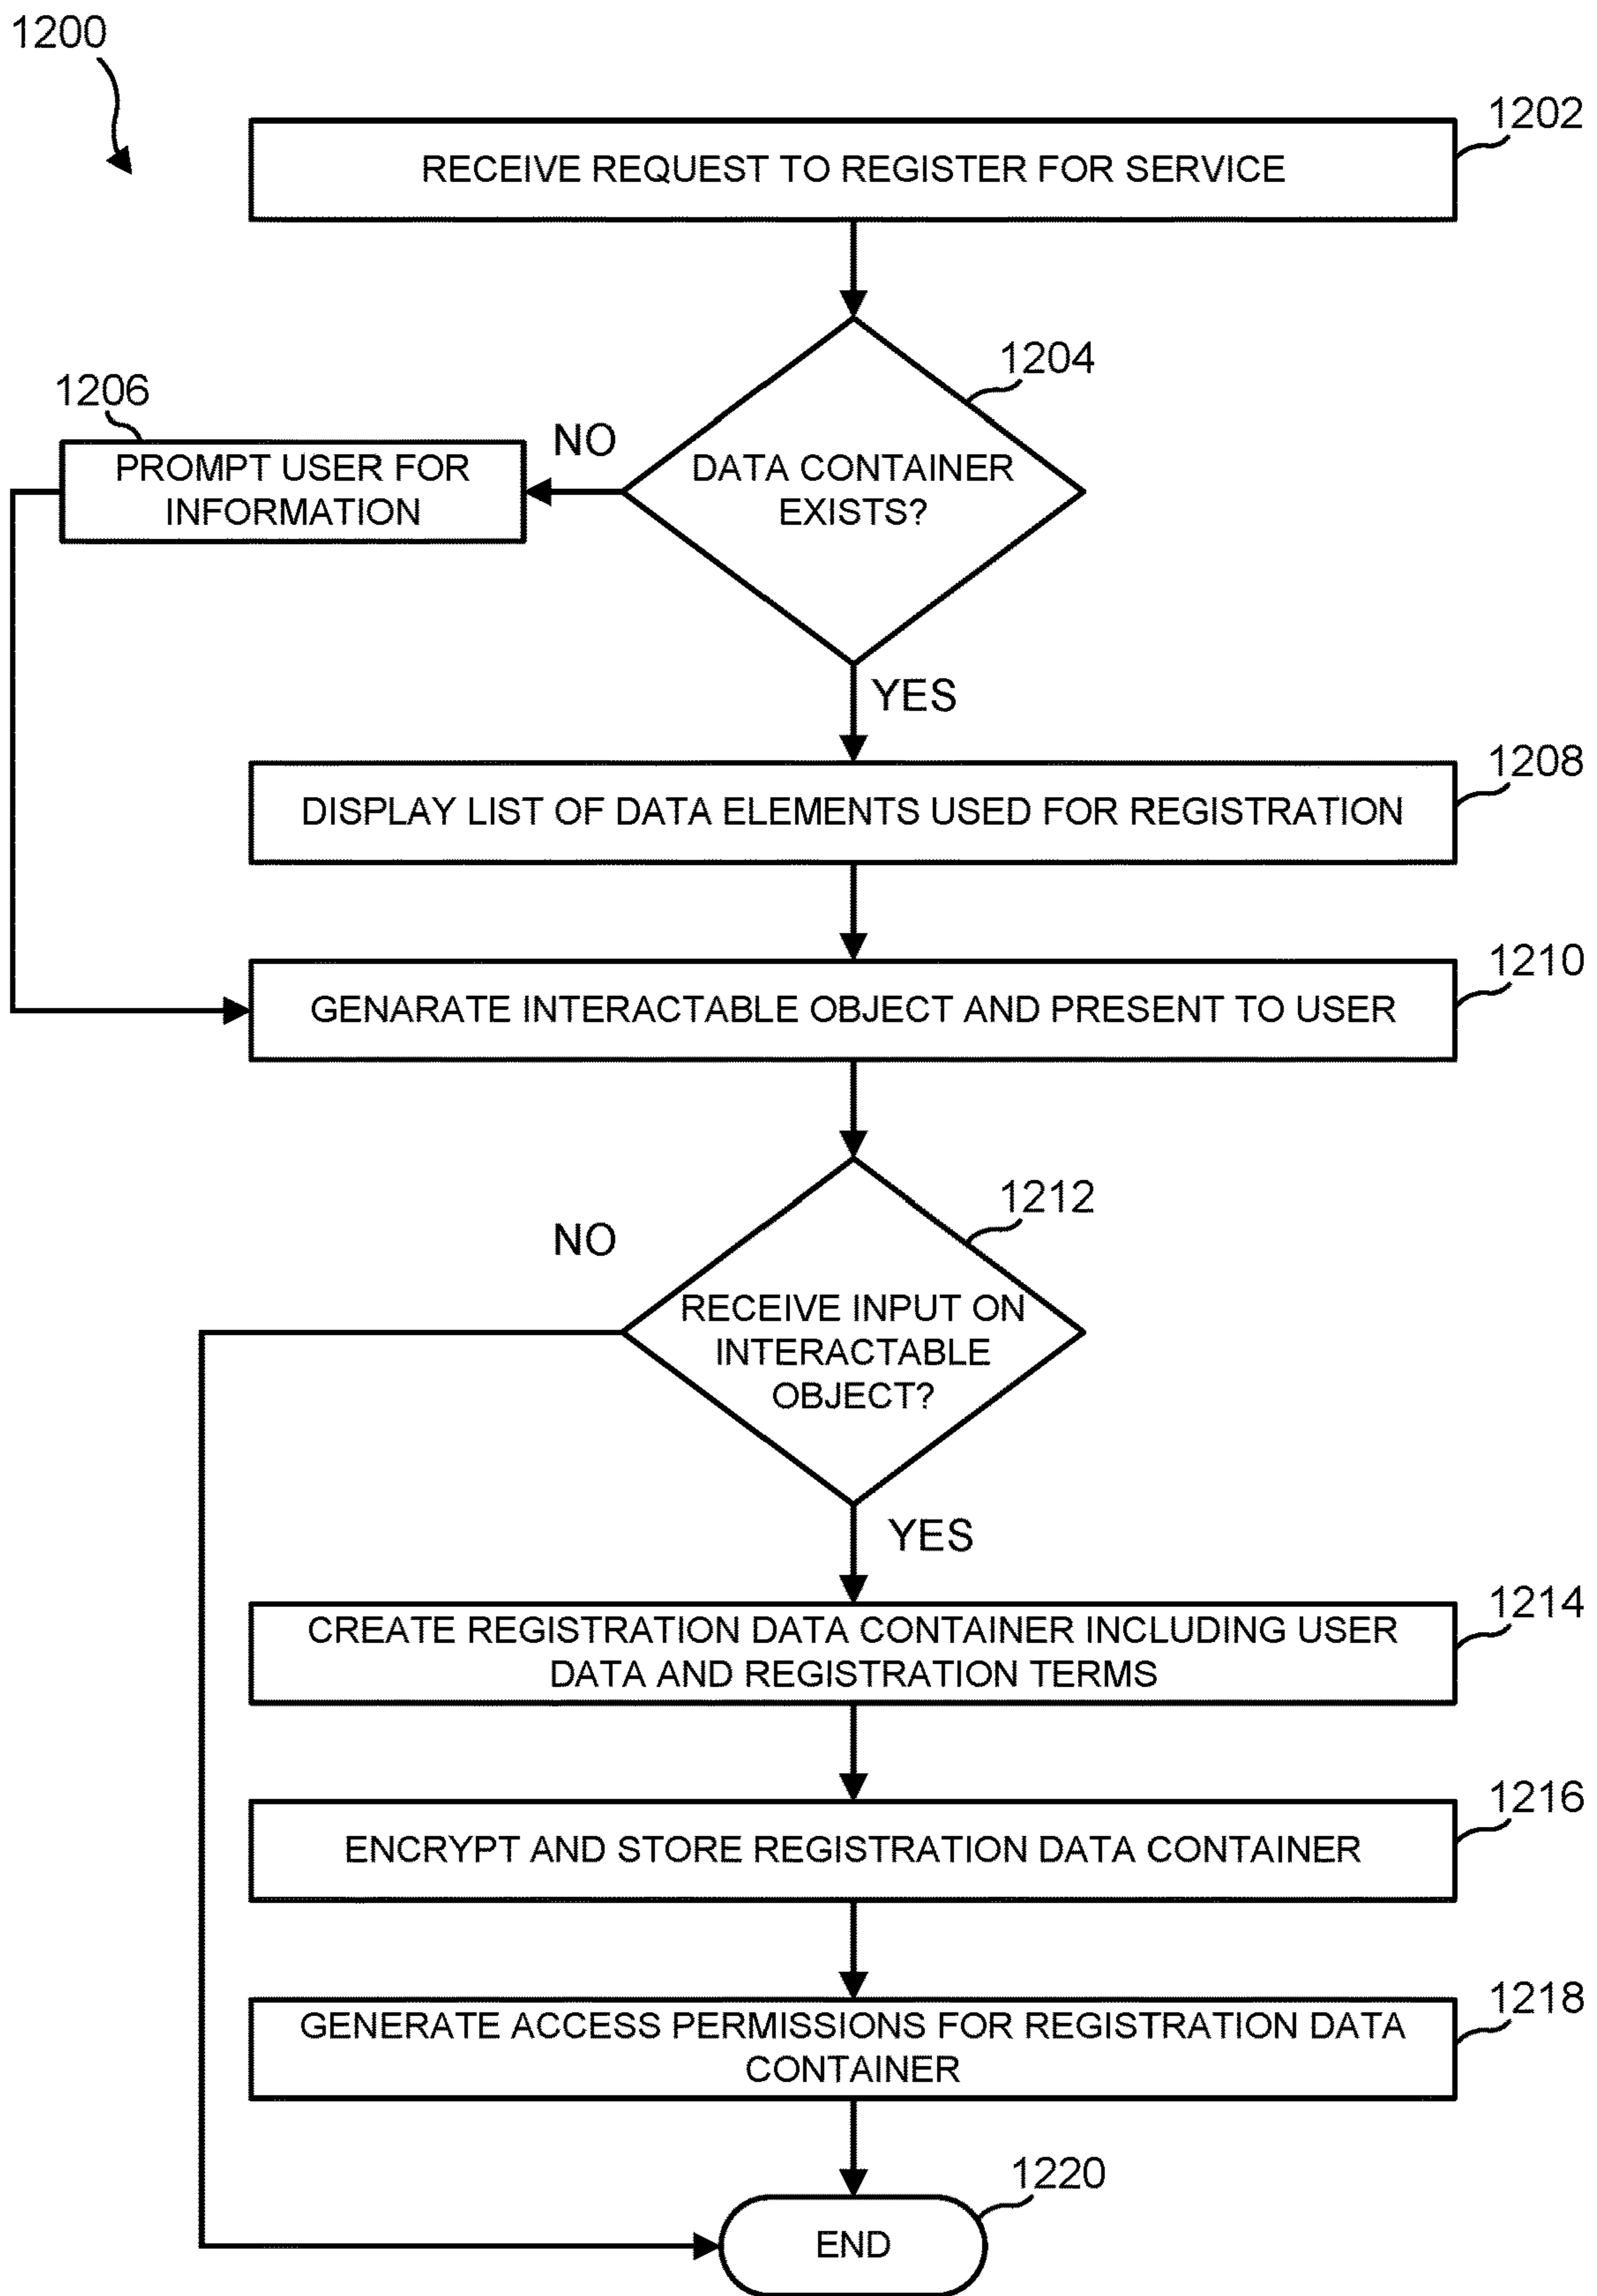 1200
1202
RECEIVE REQUEST TO REGISTER FOR SERVICE
1204
1206
NO
PROMPT USER FOR
INFORMATION
DATA CONTAINER
EXISTS?
YES
1208
DISPLAY LIST OF DATA ELEMENTS USED FOR REGISTRATION
1210
GENARATE INTERACTABLE OBJECT AND PRESENT TO USER
1212
NO
RECEIVE INPUT ON
INTERACTABLE
OBJECT?
YES
1214
CREATE REGISTRATION DATA CONTAINER INCLUDING USER
DATA AND REGISTRATION TERMS
1216
ENCRYPT AND STORE REGISTRATION DATA CONTAINER
1218
GENERATE ACCESS PERMISSIONS FOR REGISTRATION DATA
CONTAINER
1220
END